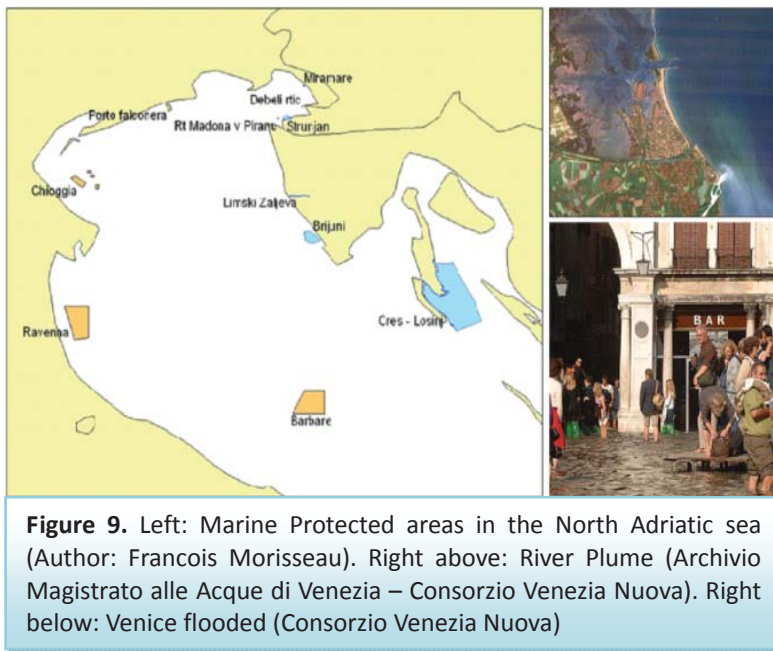 Miramare
Debeli rtic
Porto falconera
Rt Madona v Piranu
Strunjan
Chioggia
Limski Zaljeva
Brijuni
Cres - Losinj
Ravenna
Barbare
BAR
Figure 9. Left: Marine Protected areas in the North Adriatic sea
(Author: Francois Morisseau). Right above: River Plume (Archivio
Magistrato alle Acque di Venezia – Consorzio Venezia Nuova). Right
below: Venice flooded (Consorzio Venezia Nuova)